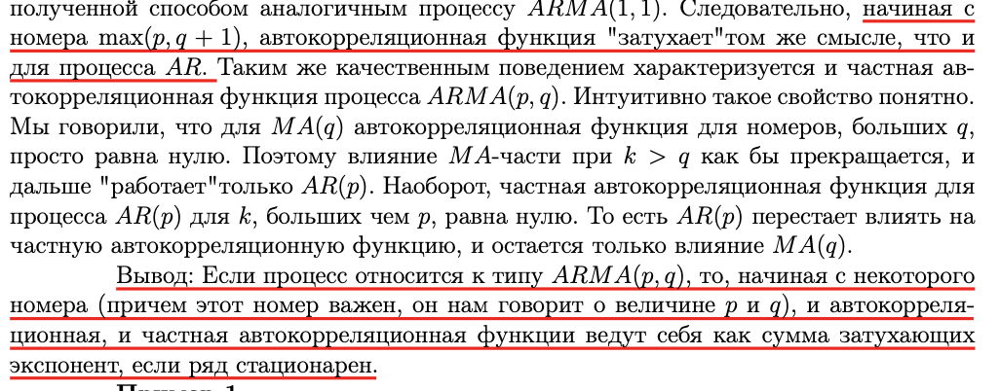 полученной способом аналогичным процессу ARMA(1, 1). Следовательно, начиная с
номера max(p, q + 1), автокорреляционная функция "затухает"том же смысле, что и
для процесса AR. Таким же качественным поведением характеризуется и частная ав-
токорреляционная функция процесса ARMA(p, q). Интуитивно такое свойство понятно.
Мы говорили, что для MA(q) автокорреляционная функция для номеров, больших q,
просто равна нулю. Поэтому влияние MA-части при k > q как бы прекращается, и
дальше "работает"только AR(p). Наоборот, частная автокорреляционная функция для
процесса AR(p) для k, больших чем p, равна нулю. То есть AR(p) перестает влиять на
частную автокорреляционную функцию, и остается только влияние MA(q).
Вывод: Если процесс относится к типу ARMA(p, q), то, начиная с некоторого
номера (причем этот номер важен, он нам говорит о величине p и q), и автокорреля-
ционная, и частная автокорреляционная функции ведут себя как сумма затухающих
экспонент, если ряд стационарен.